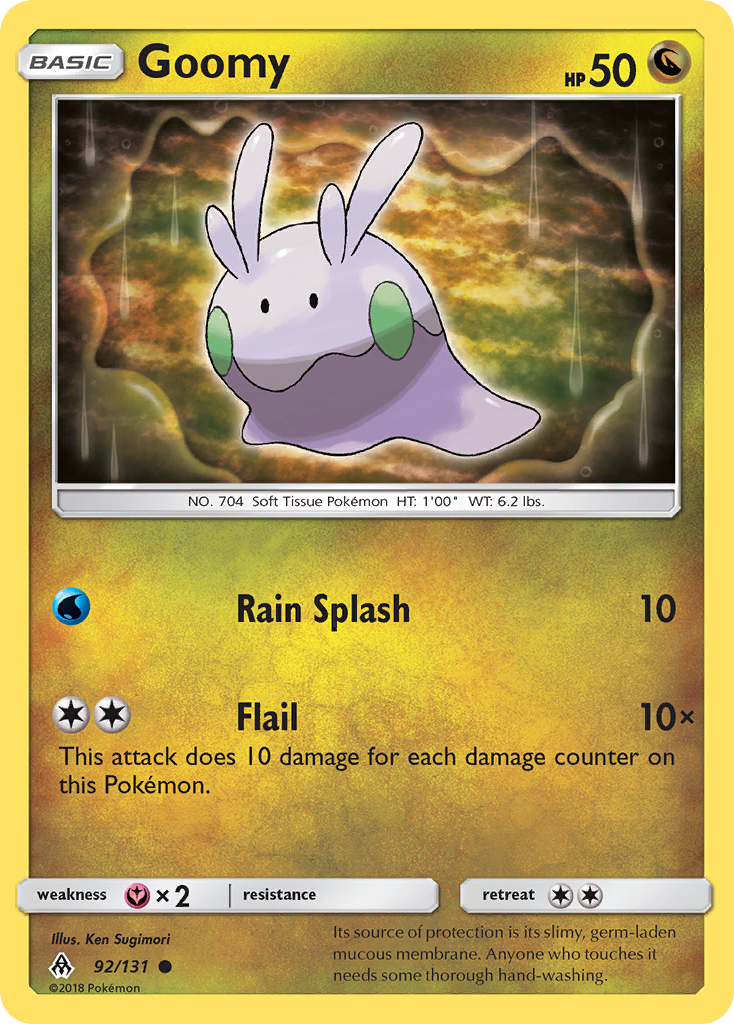 BASIC Goomy HP 50
NO. 704 Soft Tissue Pokémon HT: 1'00" WT: 6.2 lbs.
Rain Splash 10
Flail 10×
This attack does 10 damage for each damage counter on
this Pokémon.
weakness × 2 resistance retreat
Illus. Ken Sugimori
92/131
©2018 Pokémon
Its source of protection is its slimy, germ-laden
mucous membrane. Anyone who touches it
needs some thorough hand-washing.